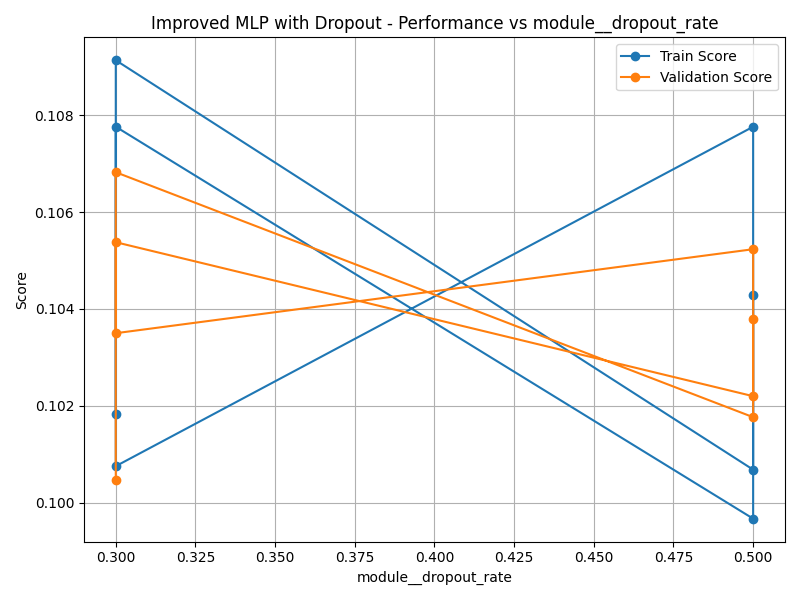 Improved MLP with Dropout - Performance vs module__dropout_rate
Train Score
Validation Score
Score
0.108
0.106
0.104
0.102
0.100
0.300 0.325 0.350 0.375 0.400 0.425 0.450 0.475 0.500
module__dropout_rate